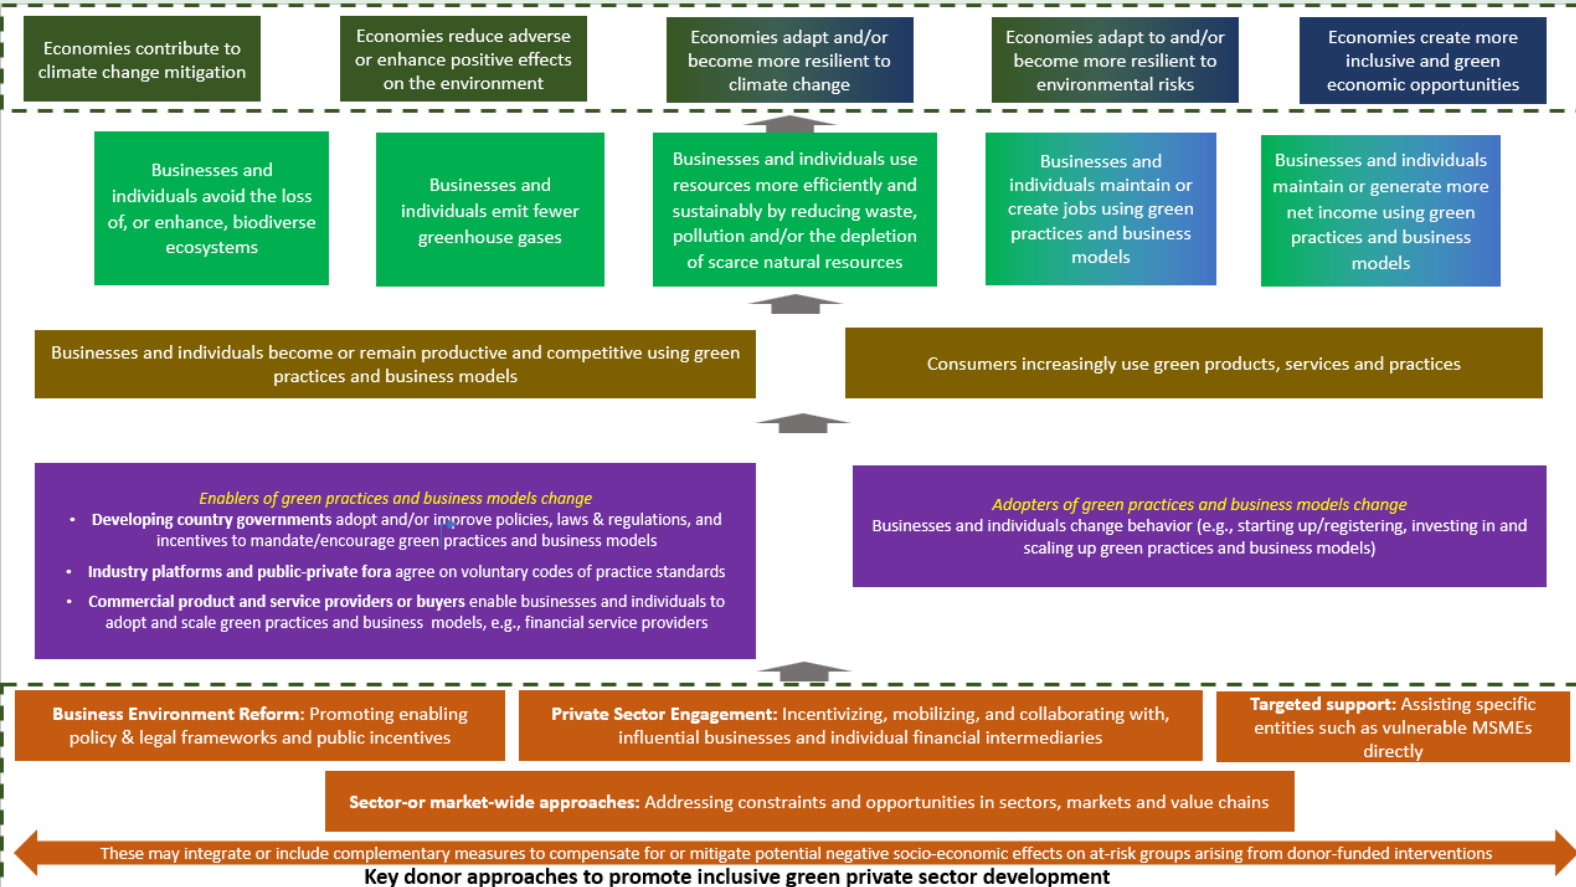 Economies contribute to
climate change mitigation
Economies reduce adverse
or enhance positive effects
on the environment
Economies adapt and/or
become more resilient to
climate change
Economies adapt to and/or
become more resilient to
environmental risks
Economies create more
inclusive and green
economic opportunities
Businesses and
individuals avoid the loss
of, or enhance, biodiverse
ecosystems
Businesses and
individuals emit fewer
greenhouse gases
Businesses and individuals use
resources more efficiently and
sustainably by reducing waste,
pollution and/or the depletion
of scarce natural resources
Businesses and
individuals maintain or
create jobs using green
practices and business
models
Businesses and individuals
maintain or generate more
net income using green
practices and business
models
Businesses and individuals become or remain productive and competitive using green
practices and business models
Consumers increasingly use green products, services and practices
Enablers of green practices and business models change
• Developing country governments adopt and/or improve policies, laws & regulations, and
incentives to mandate/encourage green practices and business models
• Industry platforms and public-private fora agree on voluntary codes of practice standards
• Commercial product and service providers or buyers enable businesses and individuals to
adopt and scale green practices and business models, e.g., financial service providers
Adopters of green practices and business models change
Businesses and individuals change behavior (e.g., starting up/registering, investing in and
scaling up green practices and business models)
Business Environment Reform: Promoting enabling
policy & legal frameworks and public incentives
Private Sector Engagement: Incentivizing, mobilizing, and collaborating with,
influential businesses and individual financial intermediaries
Targeted support: Assisting specific
entities such as vulnerable MSMEs
directly
Sector-or market-wide approaches: Addressing constraints and opportunities in sectors, markets and value chains
These may integrate or include complementary measures to compensate for or mitigate potential negative socio-economic effects on at-risk groups arising from donor-funded interventions
Key donor approaches to promote inclusive green private sector development